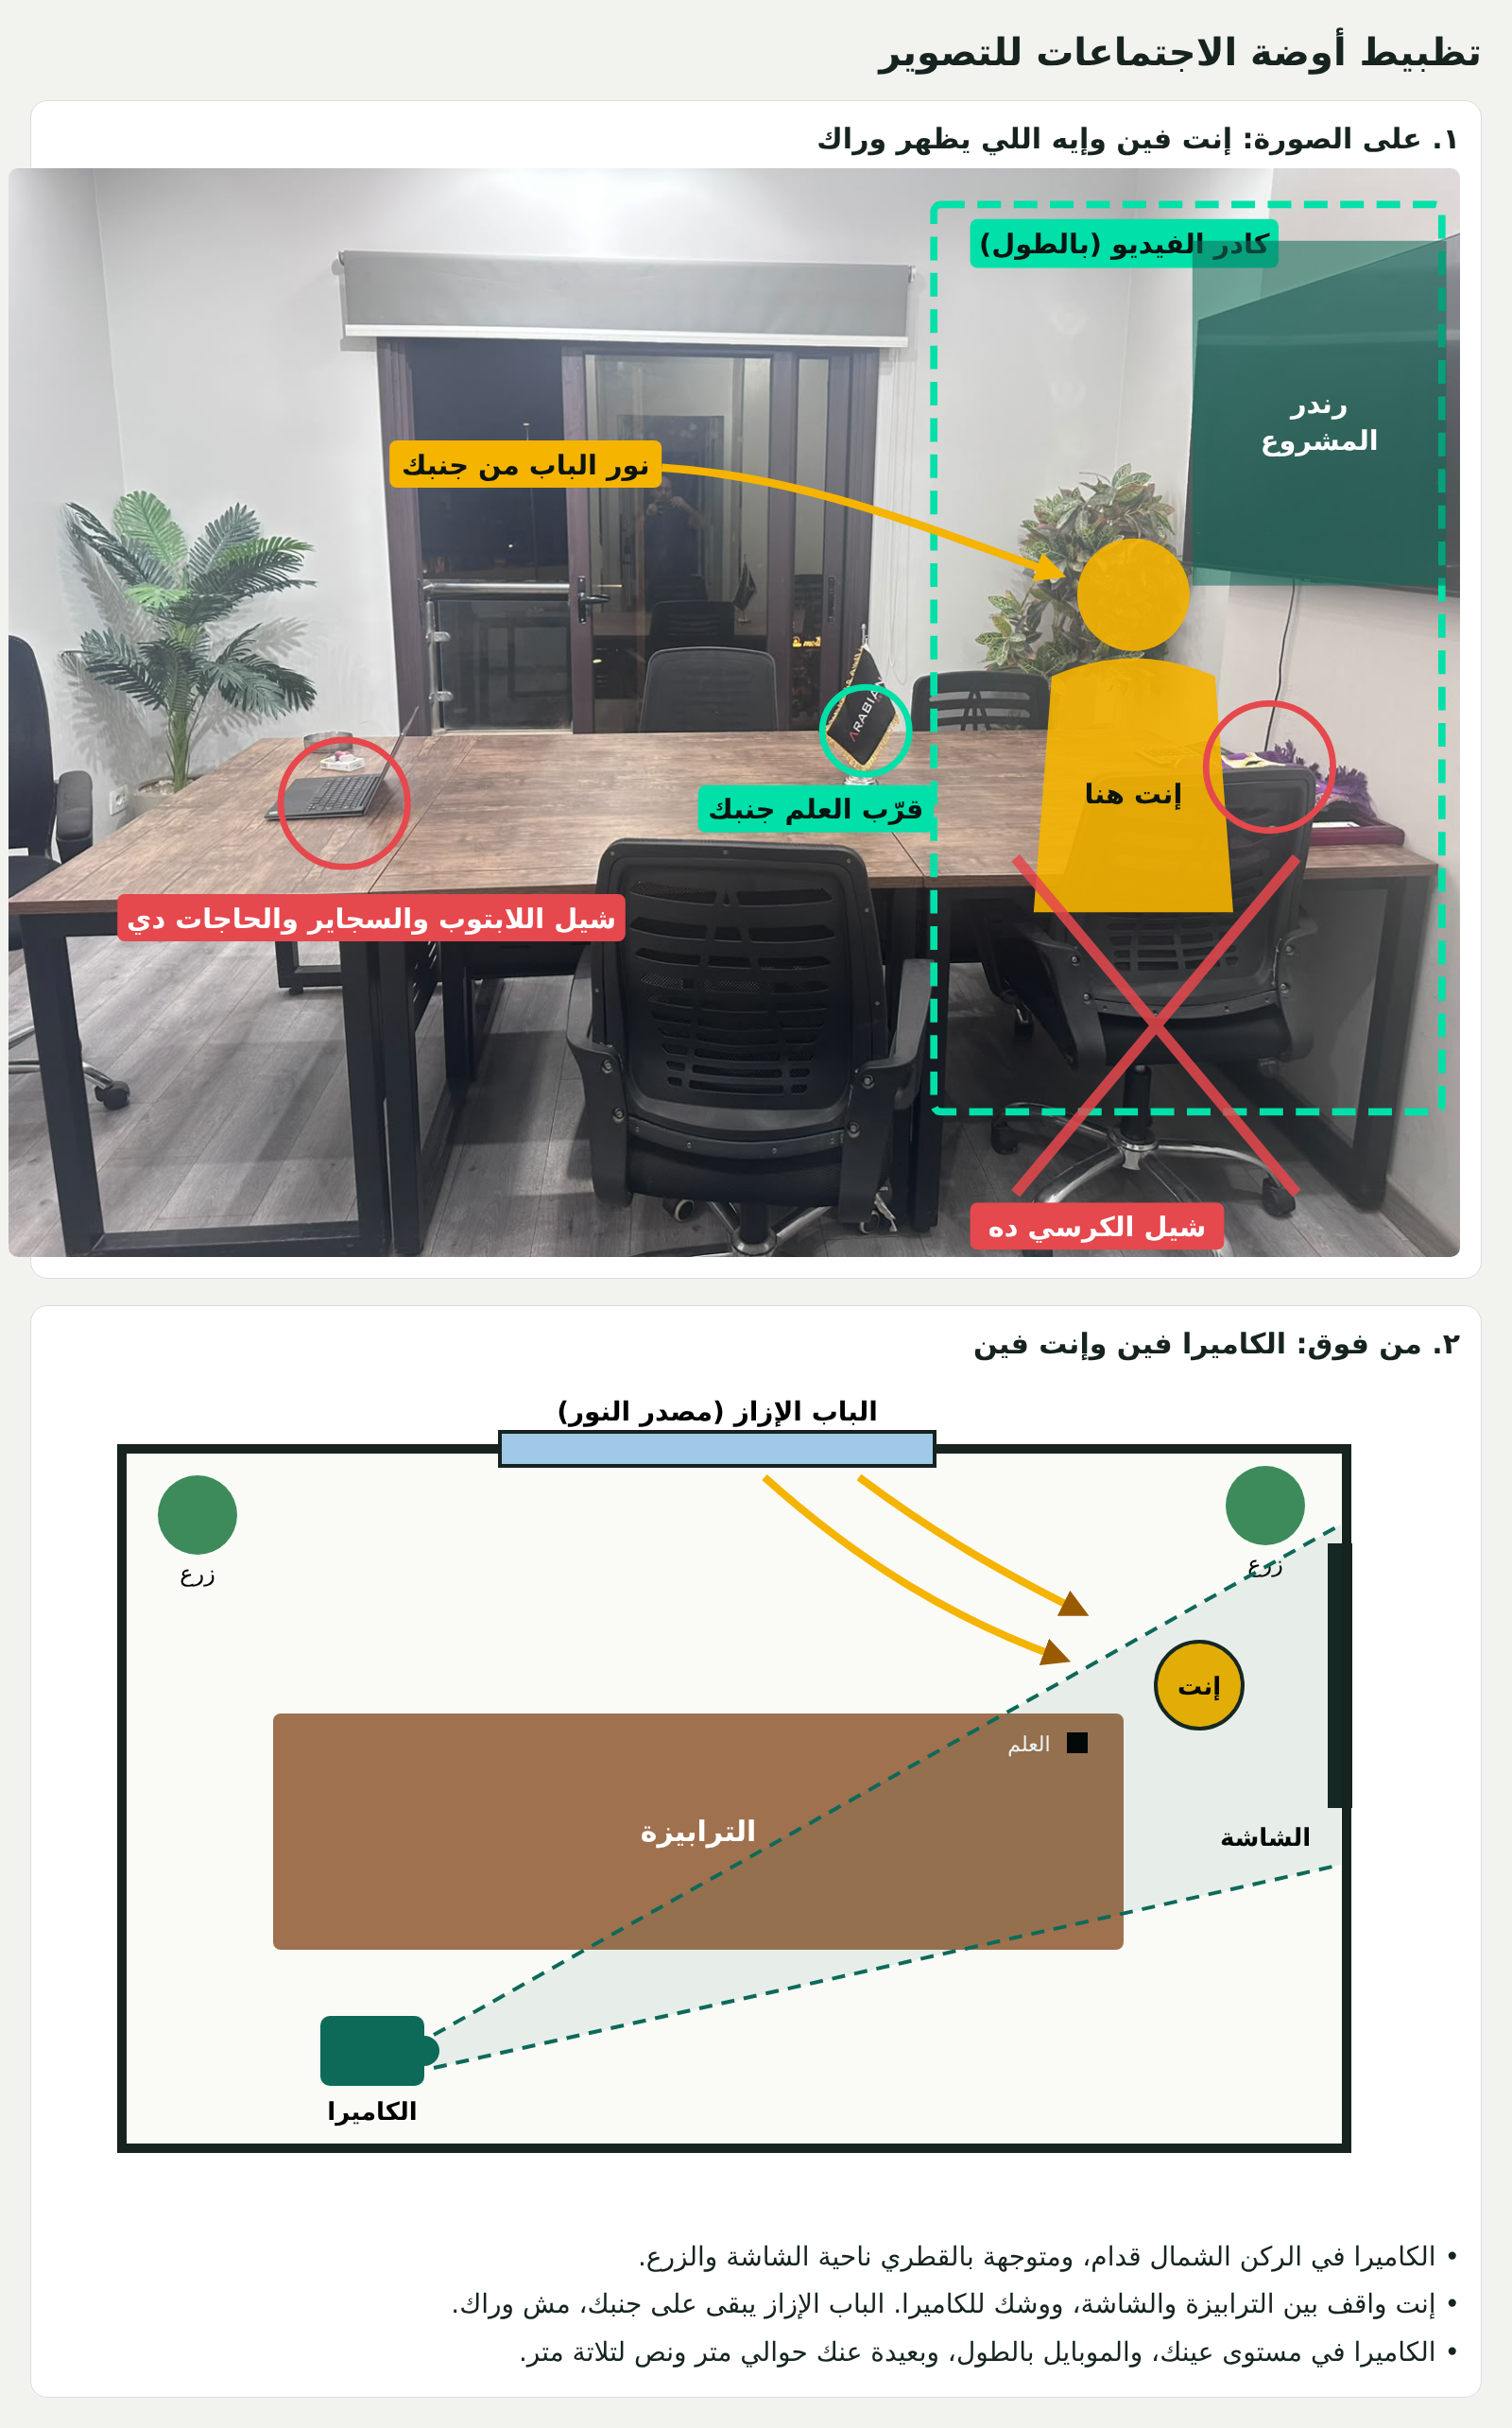 تظبيط أوضة الاجتماعات للتصوير
١. على الصورة: إنت فين وإيه اللي يظهر وراك
كادر الفيديو (بالطول)
رندر
المشروع
نور الباب من جنبك
ARABIAN
إنت هنا
قرّب العلم جنبك
شيل اللابتوب والسجاير والحاجات دي
شيل الكرسي ده
٢. من فوق: الكاميرا فين وإنت فين
الباب الإزاز (مصدر النور)
زرع
زرع
إنت
العلم
الترابيزة
الشاشة
الكاميرا
• الكاميرا في الركن الشمال قدام، ومتوجهة بالقطري ناحية الشاشة والزرع.
• إنت واقف بين الترابيزة والشاشة، ووشك للكاميرا. الباب الإزاز يبقى على جنبك، مش وراك.
• الكاميرا في مستوى عينك، والموبايل بالطول، وبعيدة عنك حوالي متر ونص لتلاتة متر.